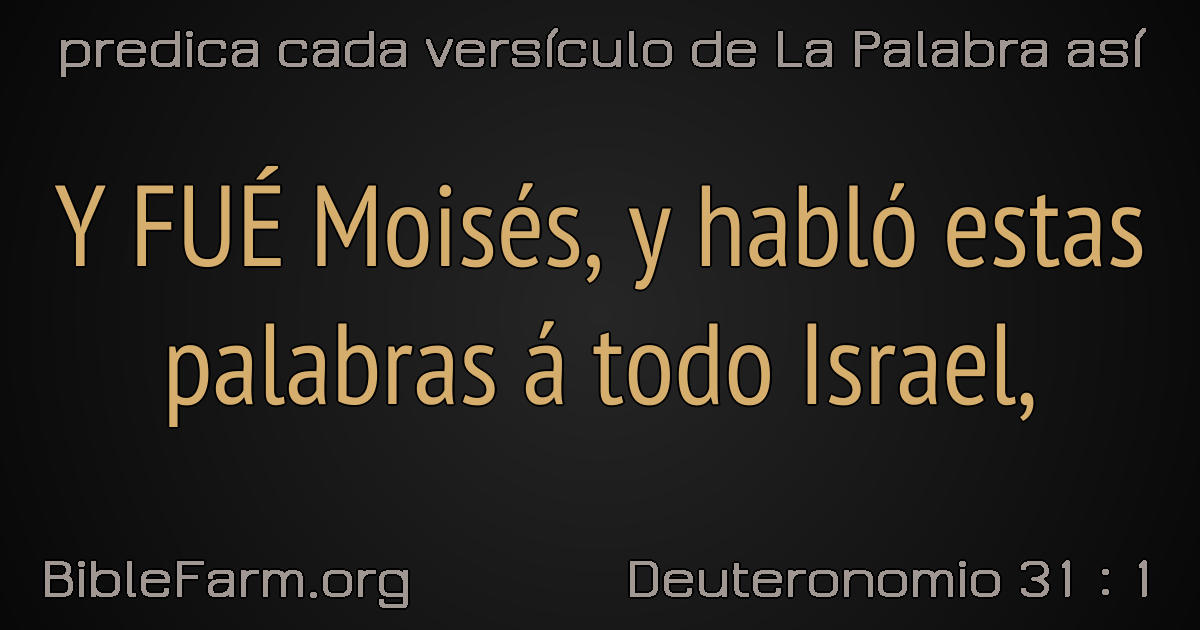 predica cada versículo de La Palabra así
Y FUÉ Moisés, y habló estas
palabras á todo Israel,
BibleFarm.org
Deuteronomio 31 : 1